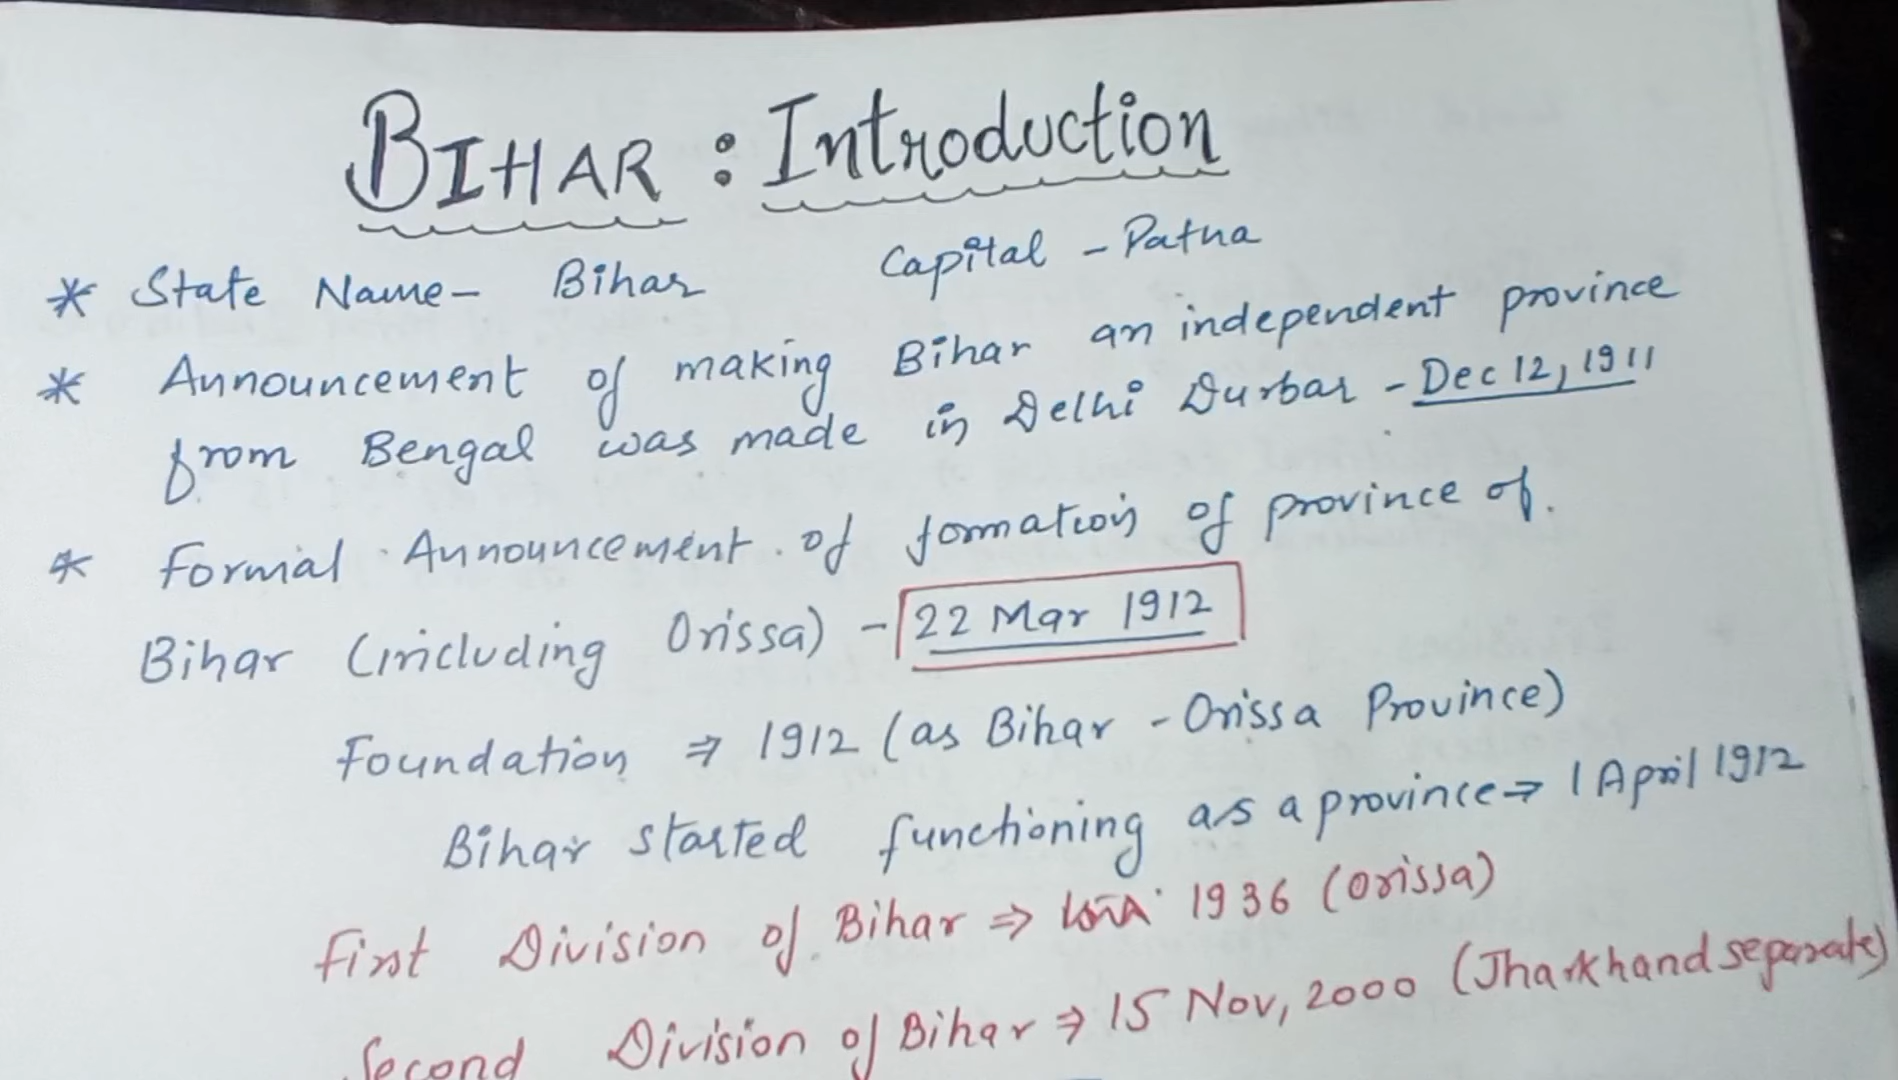 BIHAR : Introduction
* State Name- Bihar Capital - Patna
* Announcement of making Bihar an independent province
from Bengal was made in Delhi Durbar - Dec 12, 1911
* Formal Announcement of formation of province of
Bihar (including Orissa) - 22 Mar 1912
Foundation ⇒ 1912 (as Bihar - Orissa Province)
Bihar started functioning as a province ⇒ 1 April 1912
First Division of Bihar ⇒ 1936 (Orissa)
Second Division of Bihar ⇒ 15 Nov, 2000 (Jharkhand separate)